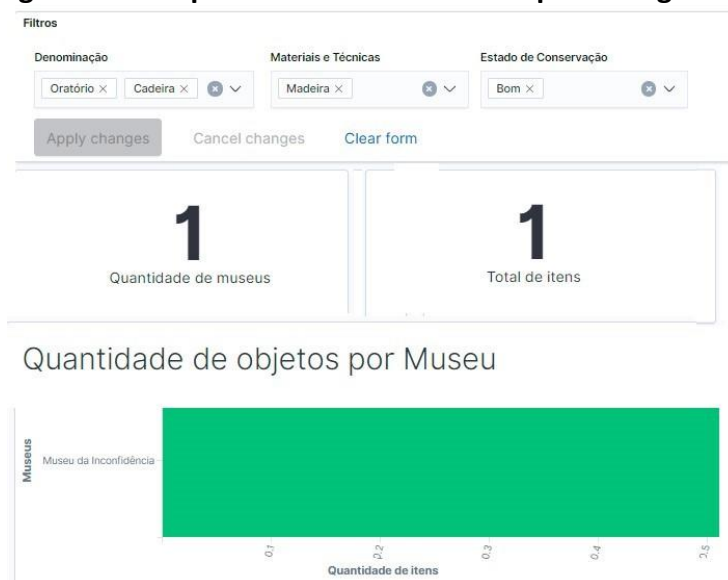 Filtros
Denominação Materiais e Técnicas Estado de Conservação
Oratório × Cadeira × Madeira × Bom ×
Apply changes Cancel changes Clear form
1 1
Quantidade de museus Total de itens
Quantidade de objetos por Museu
Museus
Museu da Inconfidência
0.1 0.2 0.3 0.4 0.5
Quantidade de itens